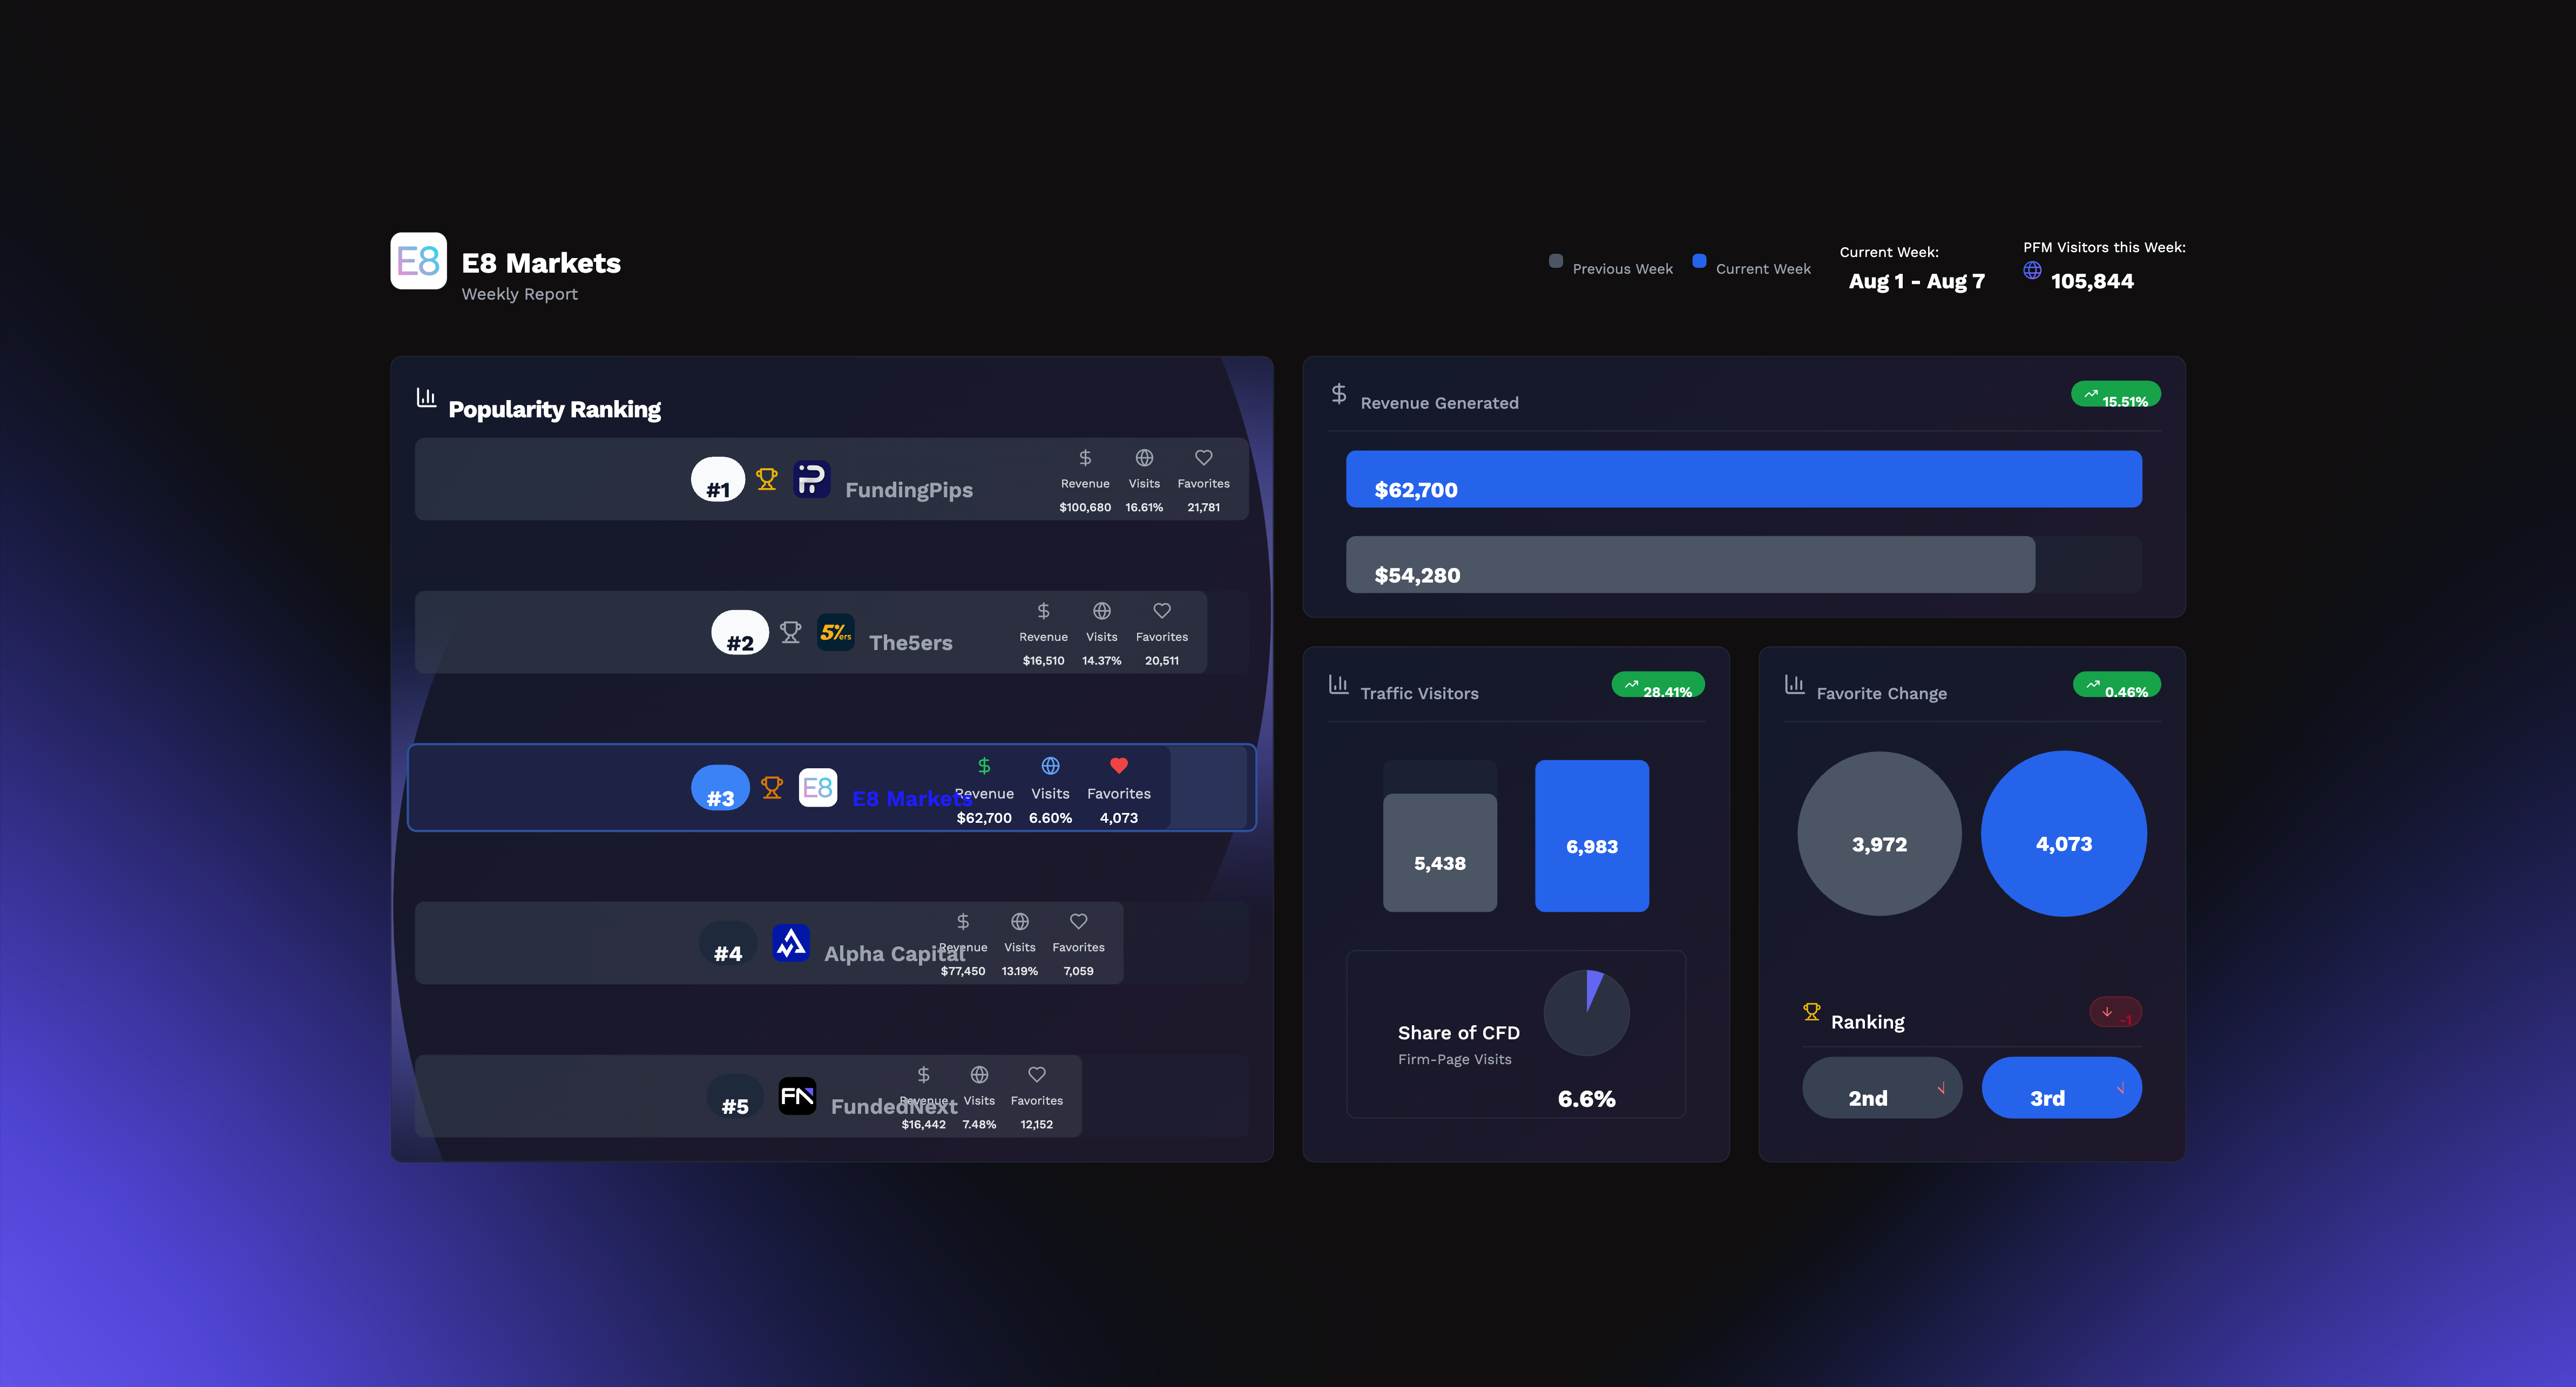 E8
E8 Markets
Weekly Report
Previous Week
Current Week
Current Week:
Aug 1 - Aug 7
PFM Visitors this Week:
105,844
Popularity Ranking
#1
FundingPips
Revenue Visits Favorites
$100,680 16.61% 21,781
#2
5%ers
The5ers
Revenue Visits Favorites
$16,510 14.37% 20,511
#3
E8
E8 Markets
Revenue Visits Favorites
$62,700 6.60% 4,073
#4
Alpha Capital
Revenue Visits Favorites
$77,450 13.19% 7,059
#5
FN
FundedNext
Revenue Visits Favorites
$16,442 7.48% 12,152
Revenue Generated
15.51%
$62,700
$54,280
Traffic Visitors
28.41%
5,438
6,983
Share of CFD
Firm-Page Visits
6.6%
Favorite Change
0.46%
3,972
4,073
Ranking
-1
2nd
3rd